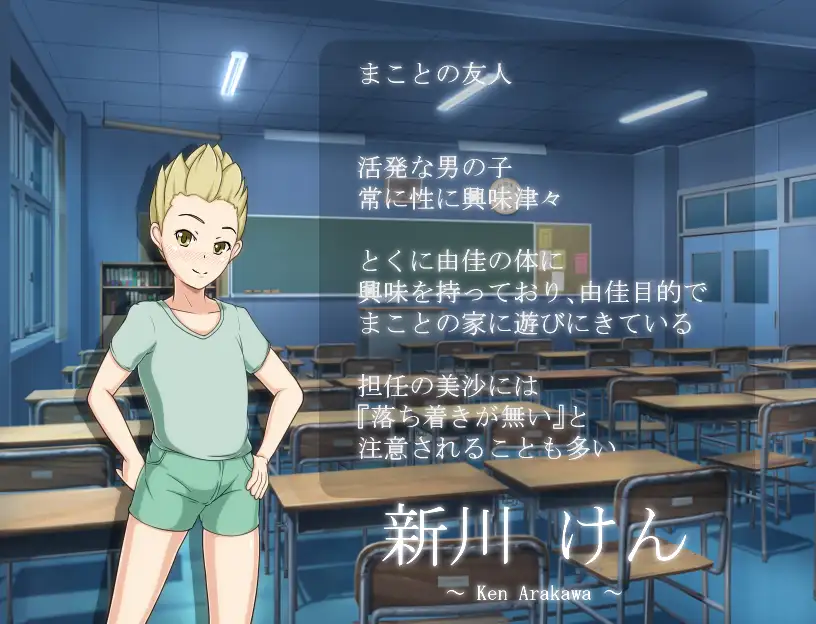 まことの友人
活発な男の子
常に性に興味津々
とくに由佳の体に
興味を持っており、由佳目的で
まことの家に遊びにきている
担任の美沙には
『落ち着きが無い』と
注意されることも多い
新川 けん
～ Ken Arakawa ～